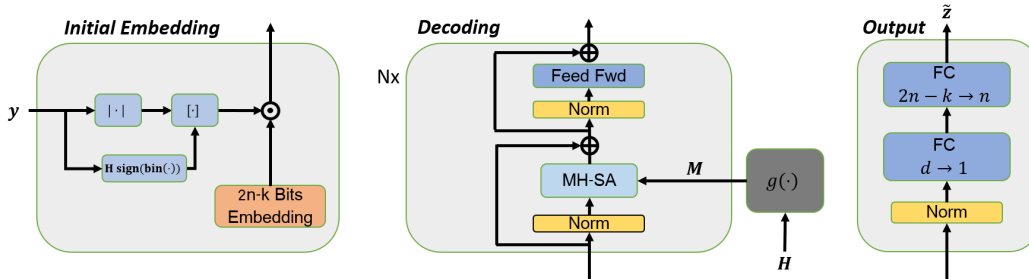 Initial Embedding
y
| · |
[·]
H sign(bin(·))
2n-k Bits
Embedding
Decoding
Nx
Feed Fwd
Norm
MH-SA
Norm
M
g(·)
H
z̃
Output
FC
2n − k → n
FC
d → 1
Norm